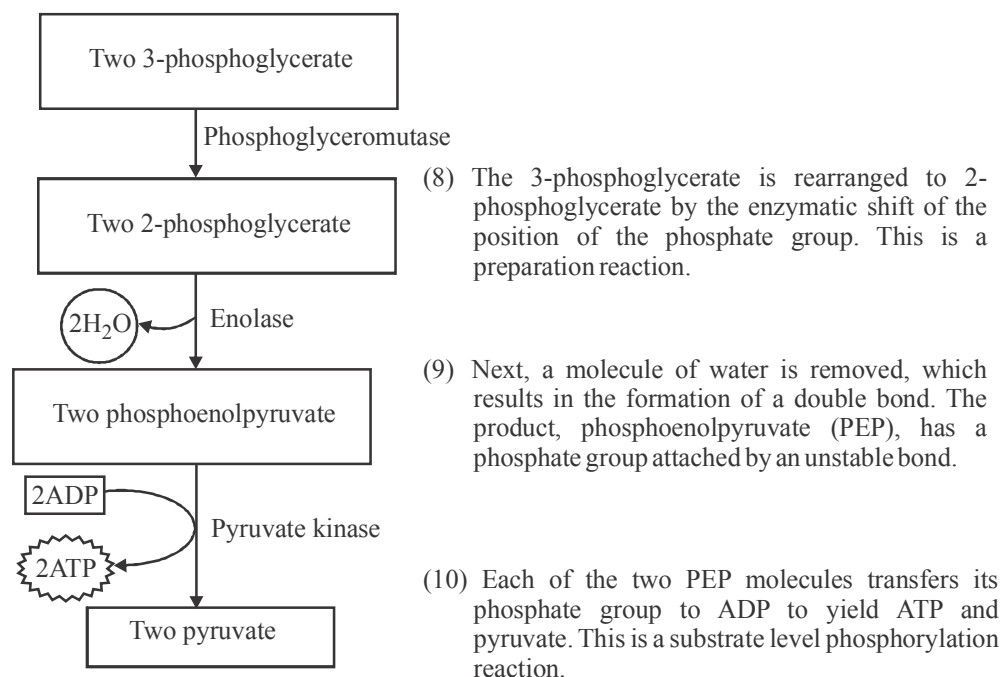 Two 3-phosphoglycerate
Phosphoglyceromutase
Two 2-phosphoglycerate
(8) The 3-phosphoglycerate is rearranged to 2-
phosphoglycerate by the enzymatic shift of the
position of the phosphate group. This is a
preparation reaction.
2H₂O
Enolase
Two phosphoenolpyruvate
(9) Next, a molecule of water is removed, which
results in the formation of a double bond. The
product, phosphoenolpyruvate (PEP), has a
phosphate group attached by an unstable bond.
2ADP
Pyruvate kinase
2ATP
Two pyruvate
(10) Each of the two PEP molecules transfers its
phosphate group to ADP to yield ATP and
pyruvate. This is a substrate level phosphorylation
reaction.